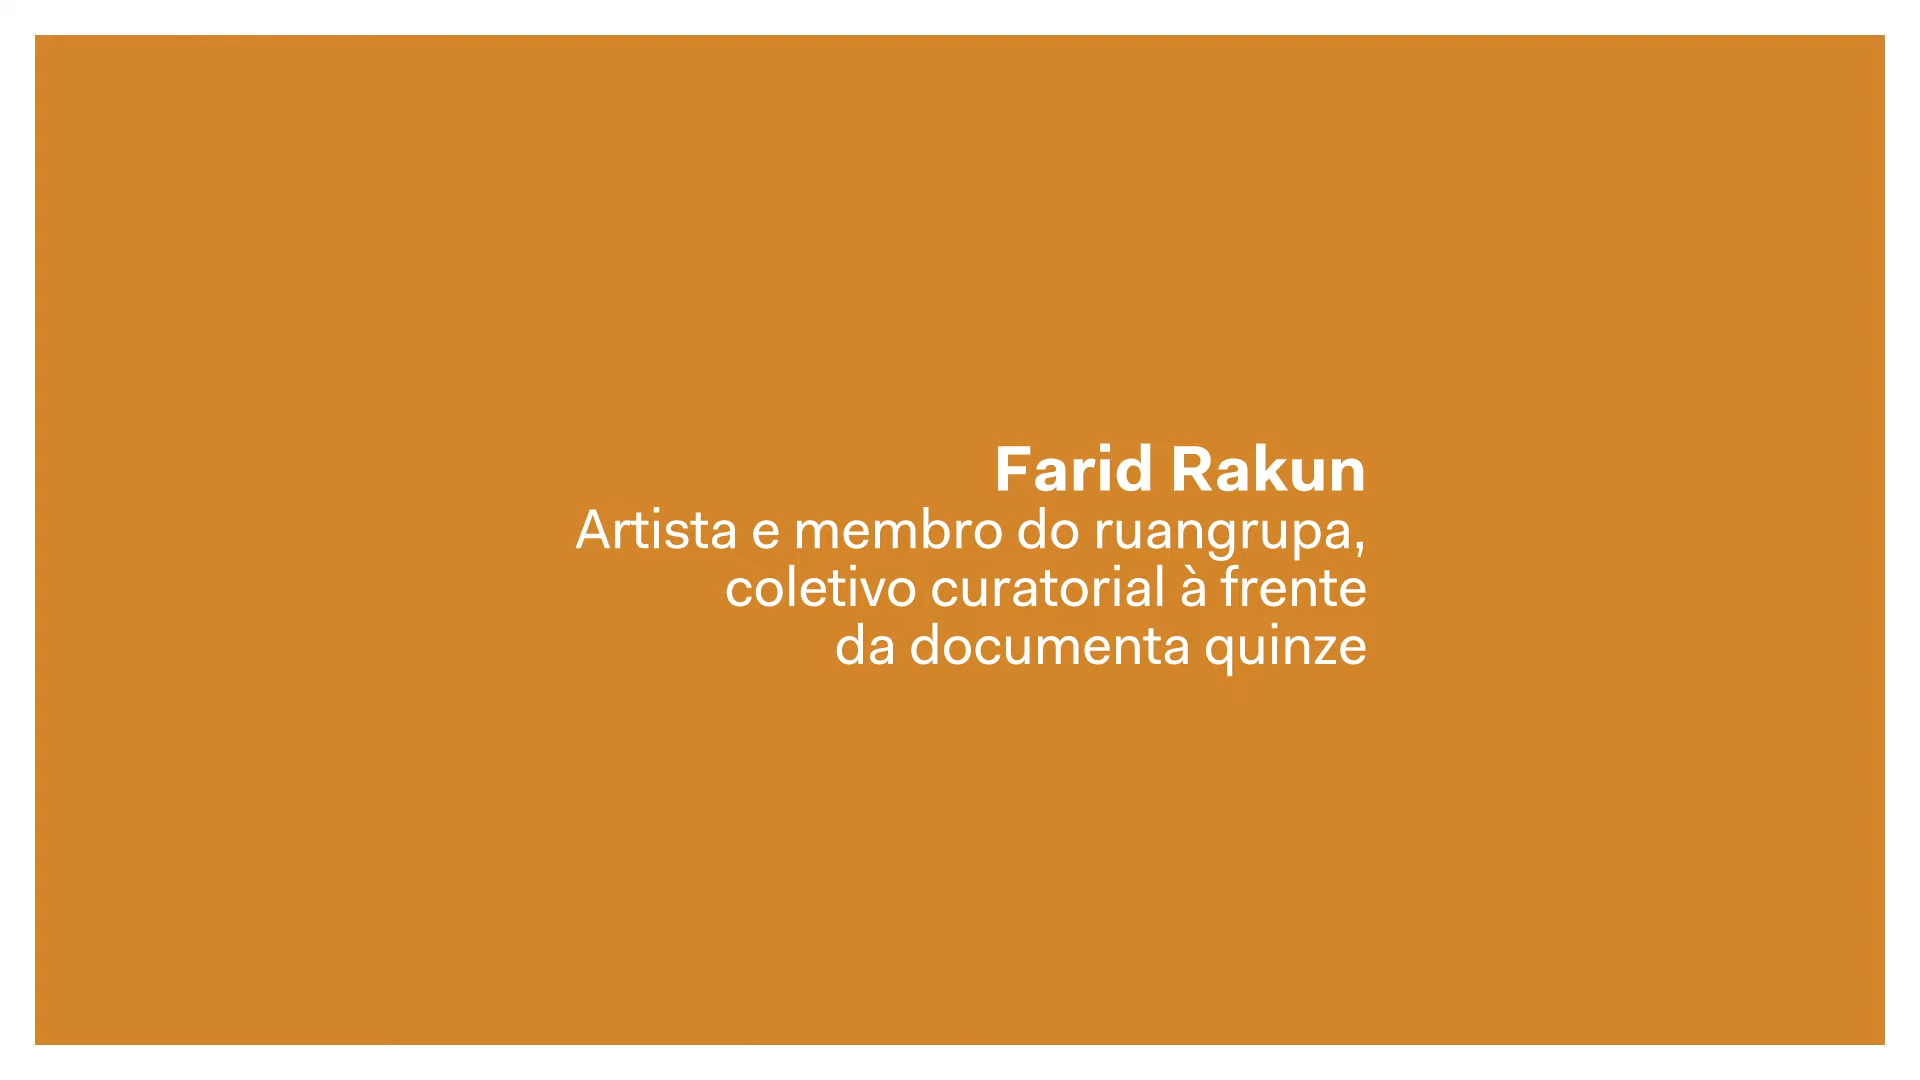 Farid Rakun
Artista e membro do ruangrupa,
coletivo curatorial à frente
da documenta quinze